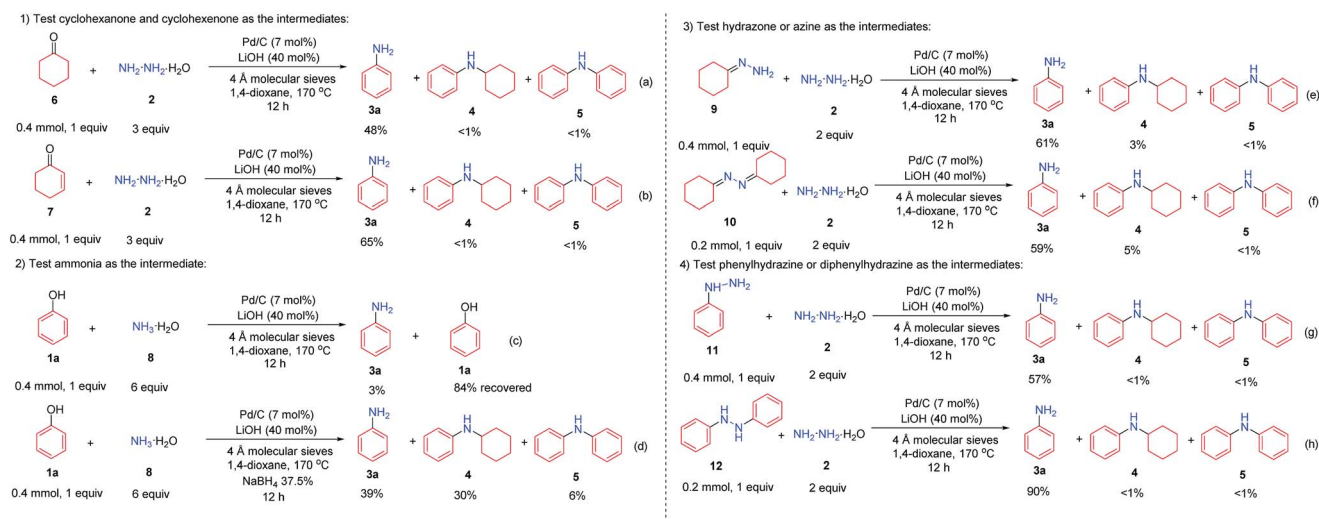 1) Test cyclohexanone and cyclohexenone as the intermediates:
O
6
0.4 mmol, 1 equiv
+
NH2-NH2·H2O
2
3 equiv
Pd/C (7 mol%)
LiOH (40 mol%)
4 Å molecular sieves
1,4-dioxane, 170 °C
12 h
NH2
3a
48%
+
H
N
4
<1%
+
H
N
5
<1%
(a)
O
7
0.4 mmol, 1 equiv
+
NH2-NH2·H2O
2
3 equiv
Pd/C (7 mol%)
LiOH (40 mol%)
4 Å molecular sieves
1,4-dioxane, 170 °C
12 h
NH2
3a
65%
+
H
N
4
<1%
+
H
N
5
<1%
(b)
2) Test ammonia as the intermediate:
OH
1a
0.4 mmol, 1 equiv
+
NH3·H2O
8
6 equiv
Pd/C (7 mol%)
LiOH (40 mol%)
4 Å molecular sieves
1,4-dioxane, 170 °C
12 h
NH2
3a
3%
+
OH
1a
84% recovered
(c)
OH
1a
0.4 mmol, 1 equiv
+
NH3·H2O
8
6 equiv
Pd/C (7 mol%)
LiOH (40 mol%)
4 Å molecular sieves
1,4-dioxane, 170 °C
NaBH4 37.5%
12 h
NH2
3a
39%
+
H
N
4
30%
+
H
N
5
6%
(d)
3) Test hydrazone or azine as the intermediates:
N
NH2
9
0.4 mmol, 1 equiv
+
NH2-NH2·H2O
2
2 equiv
Pd/C (7 mol%)
LiOH (40 mol%)
4 Å molecular sieves
1,4-dioxane, 170 °C
12 h
NH2
3a
61%
+
H
N
4
3%
+
H
N
5
<1%
(e)
N
N
10
0.2 mmol, 1 equiv
+
NH2-NH2·H2O
2
2 equiv
Pd/C (7 mol%)
LiOH (40 mol%)
4 Å molecular sieves
1,4-dioxane, 170 °C
12 h
NH2
3a
59%
+
H
N
4
5%
+
H
N
5
<1%
(f)
4) Test phenylhydrazine or diphenylhydrazine as the intermediates:
NH-NH2
11
0.4 mmol, 1 equiv
+
NH2-NH2·H2O
2
2 equiv
Pd/C (7 mol%)
LiOH (40 mol%)
4 Å molecular sieves
1,4-dioxane, 170 °C
12 h
NH2
3a
57%
+
H
N
4
<1%
+
H
N
5
<1%
(g)
H
N
N
H
12
0.2 mmol, 1 equiv
+
NH2-NH2·H2O
2
2 equiv
Pd/C (7 mol%)
LiOH (40 mol%)
4 Å molecular sieves
1,4-dioxane, 170 °C
12 h
NH2
3a
90%
+
H
N
4
<1%
+
H
N
5
<1%
(h)